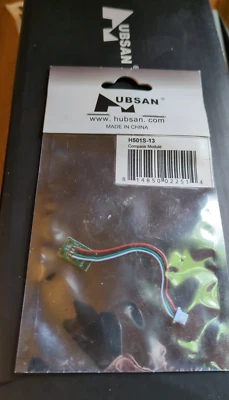 HUBSAN
HUBSAN
www. hubsan. com
MADE IN CHINA
H501S-13
Compass Module